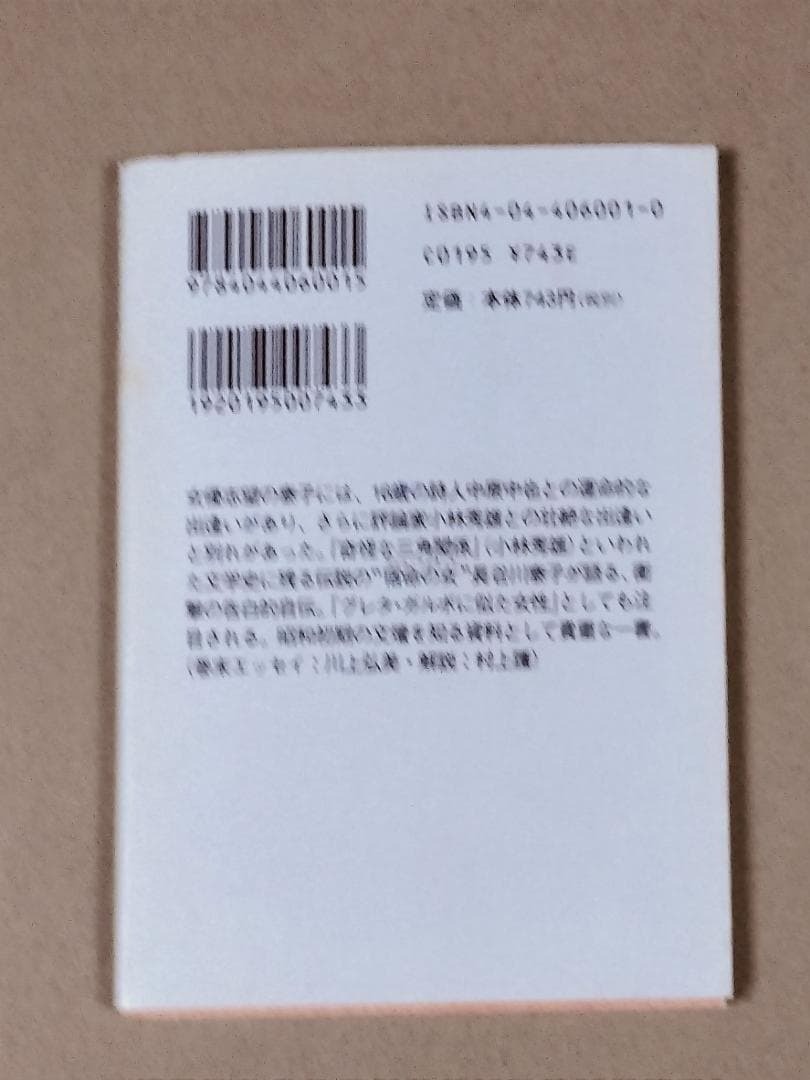 ISBN4-04-406001-0
9784044060015
C0195 ¥743E
定価：本体743円(税別)
1920195007433
女優志望の泰子には、16歳の詩人中原中也との運命的な
出逢いがあり、さらに評論家小林秀雄との壮絶な出逢い
と別れがあった。「奇怪な三角関係」(小林秀雄)といわれ
た文学史に残る伝説の"宿命の女"長谷川泰子が語る、衝
撃の告白的自伝。「グレタ・ガルボに似た女性」としても注
目される、昭和初期の文壇を知る資料として貴重な一書。
(巻末エッセイ：川上弘美・解説：村上護)